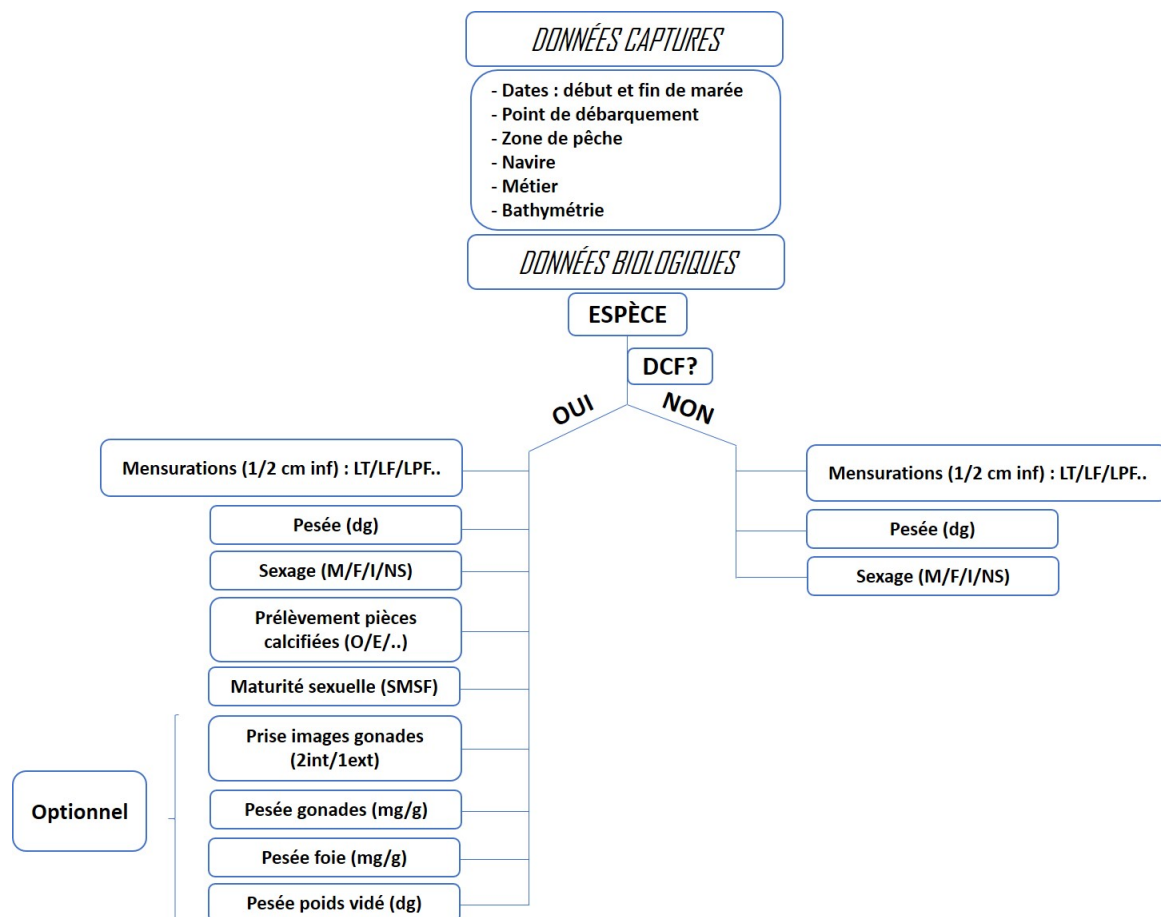 DONNÉES CAPTURES
- Dates : début et fin de marée
- Point de débarquement
- Zone de pêche
- Navire
- Métier
- Bathymétrie
DONNÉES BIOLOGIQUES
ESPÈCE
DCF?
OUI
NON
Mensurations (1/2 cm inf) : LT/LF/LPF..
Pesée (dg)
Sexage (M/F/I/NS)
Prélèvement pièces
calcifiées (O/E/..)
Maturité sexuelle (SMSF)
Prise images gonades
(2int/1ext)
Pesée gonades (mg/g)
Pesée foie (mg/g)
Pesée poids vidé (dg)
Optionnel
Mensurations (1/2 cm inf) : LT/LF/LPF..
Pesée (dg)
Sexage (M/F/I/NS)